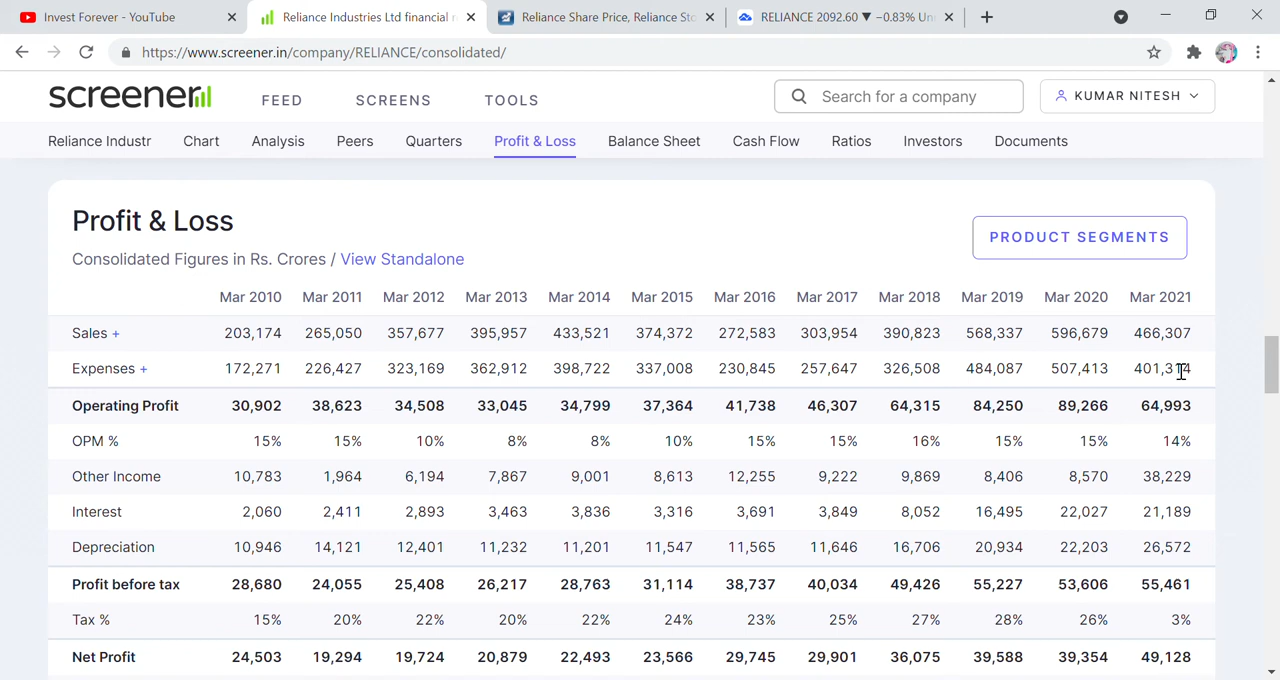 Invest Forever - YouTube
Reliance Industries Ltd financial r
Reliance Share Price, Reliance Sto
RELIANCE 2092.60 ▼ −0.83% Un
https://www.screener.in/company/RELIANCE/consolidated/
screener
FEED SCREENS TOOLS
Search for a company
KUMAR NITESH
Reliance Industr Chart Analysis Peers Quarters Profit & Loss Balance Sheet Cash Flow Ratios Investors Documents
Profit & Loss
PRODUCT SEGMENTS
Consolidated Figures in Rs. Crores / View Standalone
Mar 2010 Mar 2011 Mar 2012 Mar 2013 Mar 2014 Mar 2015 Mar 2016 Mar 2017 Mar 2018 Mar 2019 Mar 2020 Mar 2021
Sales + 203,174 265,050 357,677 395,957 433,521 374,372 272,583 303,954 390,823 568,337 596,679 466,307
Expenses + 172,271 226,427 323,169 362,912 398,722 337,008 230,845 257,647 326,508 484,087 507,413 401,314
Operating Profit 30,902 38,623 34,508 33,045 34,799 37,364 41,738 46,307 64,315 84,250 89,266 64,993
OPM % 15% 15% 10% 8% 8% 10% 15% 15% 16% 15% 15% 14%
Other Income 10,783 1,964 6,194 7,867 9,001 8,613 12,255 9,222 9,869 8,406 8,570 38,229
Interest 2,060 2,411 2,893 3,463 3,836 3,316 3,691 3,849 8,052 16,495 22,027 21,189
Depreciation 10,946 14,121 12,401 11,232 11,201 11,547 11,565 11,646 16,706 20,934 22,203 26,572
Profit before tax 28,680 24,055 25,408 26,217 28,763 31,114 38,737 40,034 49,426 55,227 53,606 55,461
Tax % 15% 20% 22% 20% 22% 24% 23% 25% 27% 28% 26% 3%
Net Profit 24,503 19,294 19,724 20,879 22,493 23,566 29,745 29,901 36,075 39,588 39,354 49,128